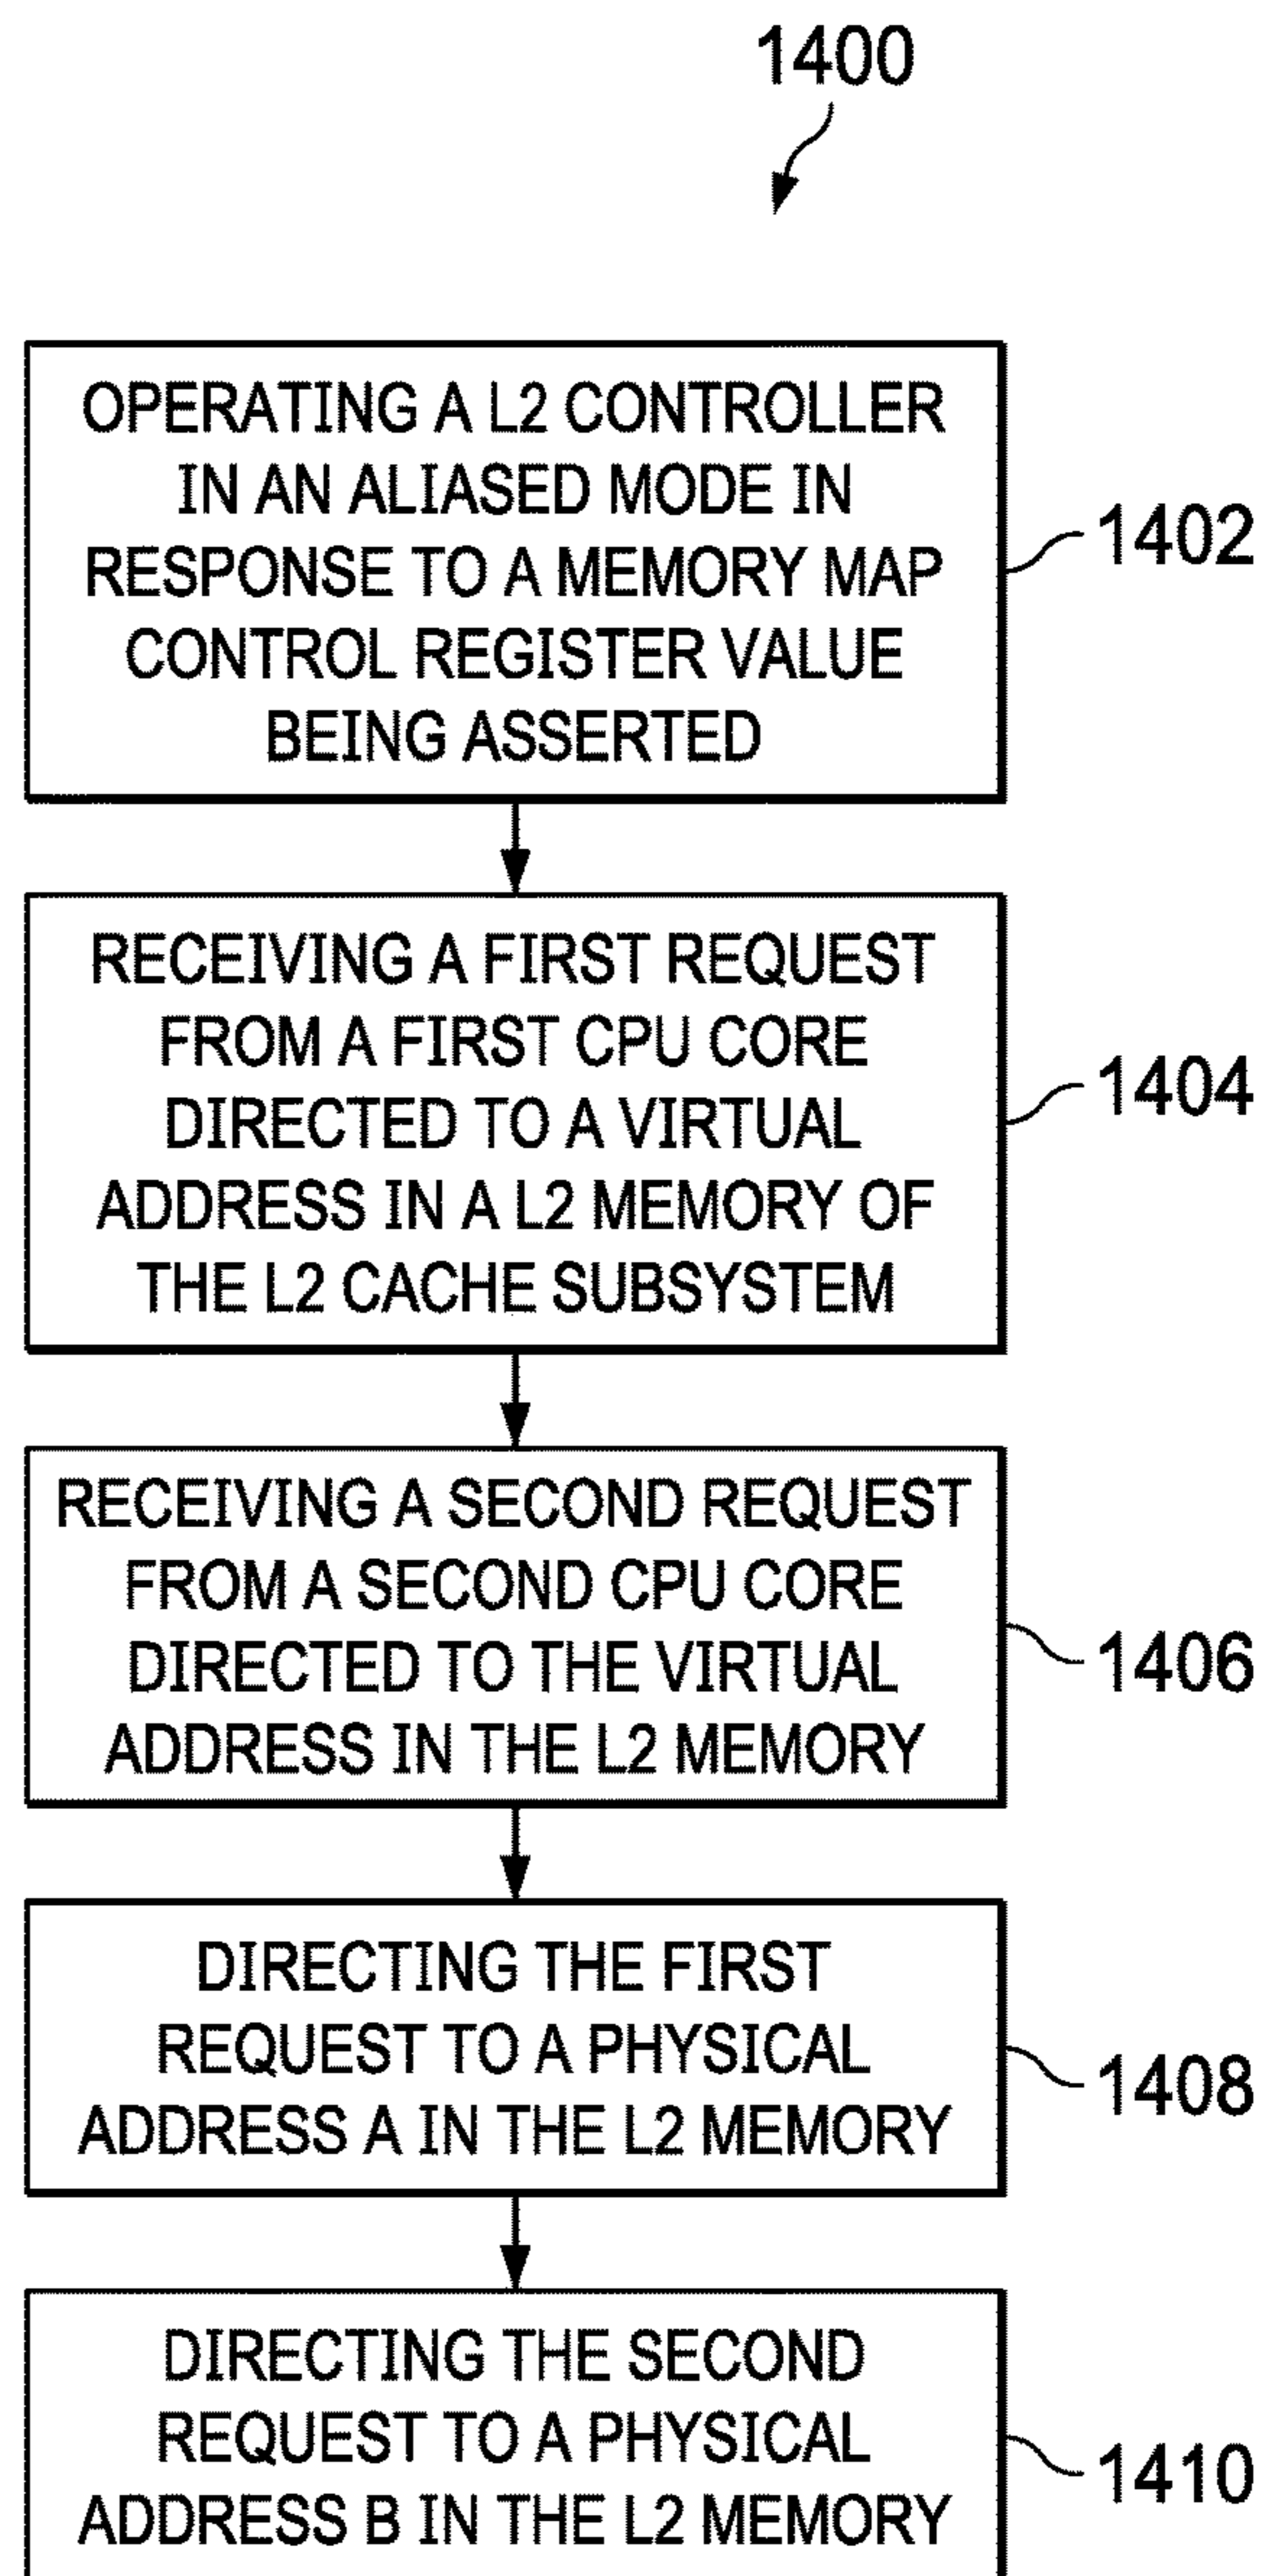 1400
OPERATING A L2 CONTROLLER
IN AN ALIASED MODE IN
RESPONSE TO A MEMORY MAP
CONTROL REGISTER VALUE
BEING ASSERTED
1402
RECEIVING A FIRST REQUEST
FROM A FIRST CPU CORE
DIRECTED TO A VIRTUAL
ADDRESS IN A L2 MEMORY OF
THE L2 CACHE SUBSYSTEM
1404
RECEIVING A SECOND REQUEST
FROM A SECOND CPU CORE
DIRECTED TO THE VIRTUAL
ADDRESS IN THE L2 MEMORY
1406
DIRECTING THE FIRST
REQUEST TO A PHYSICAL
ADDRESS A IN THE L2 MEMORY
1408
DIRECTING THE SECOND
REQUEST TO A PHYSICAL
ADDRESS B IN THE L2 MEMORY
1410